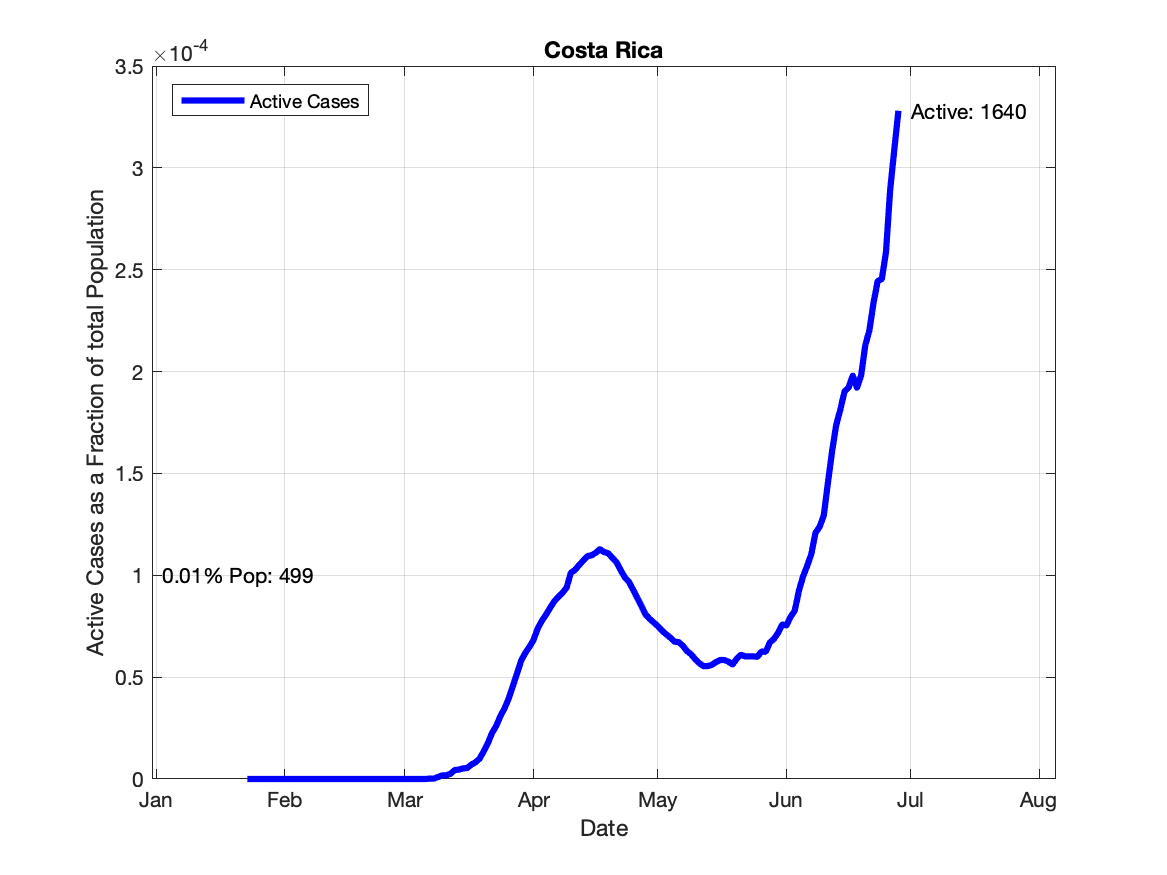 Costa Rica
×10-4
3.5
3
2.5
2
1.5
1
0.5
0
Active Cases as a Fraction of total Population
Active Cases
Active: 1640
0.01% Pop: 499
Jan Feb Mar Apr May Jun Jul Aug
Date